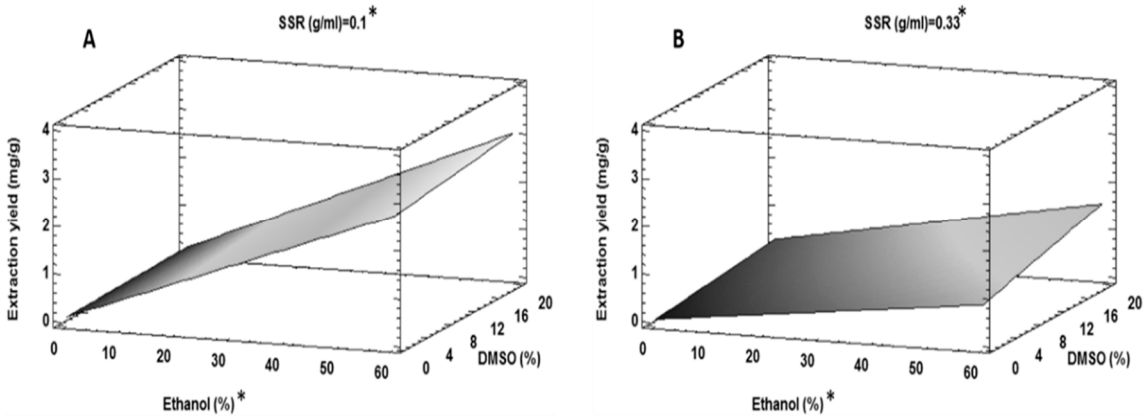 SSR (g/ml)=0.1*
A
Extraction yield (mg/g)
4
3
2
1
0
0 10 20 30 40 50 60
Ethanol (%)*
0 4 8 12 16 20
DMSO (%)
SSR (g/ml)=0.33*
B
Extraction yield (mg/g)
4
3
2
1
0
0 10 20 30 40 50 60
Ethanol (%)*
0 4 8 12 16 20
DMSO (%)